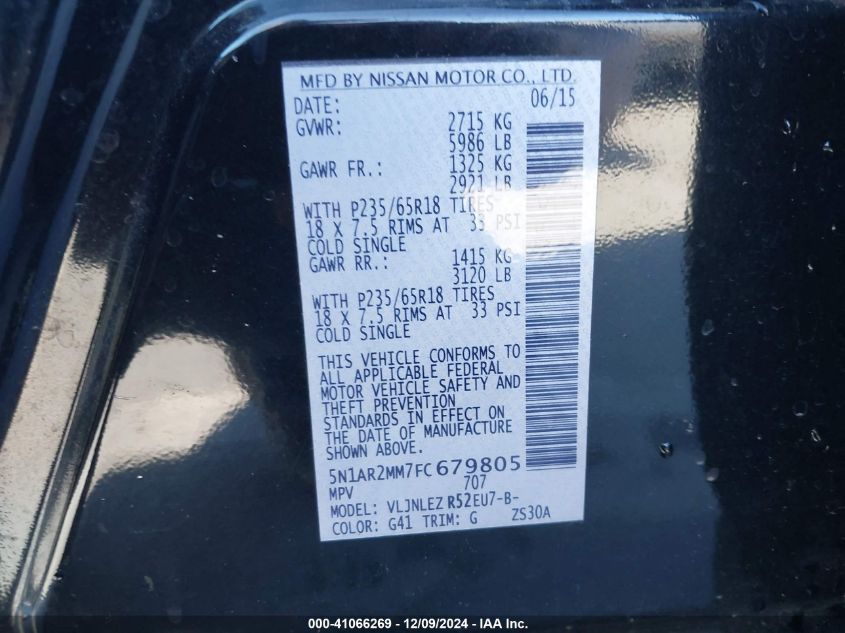 MFD BY NISSAN MOTOR CO., LTD.
DATE: 06/15
GVWR: 2715 KG
5986 LB
GAWR FR.: 1325 KG
2921 LB
WITH P235/65R18 TIRES
18 X 7.5 RIMS AT 33 PSI
COLD SINGLE
GAWR RR.: 1415 KG
3120 LB
WITH P235/65R18 TIRES
18 X 7.5 RIMS AT 33 PSI
COLD SINGLE
THIS VEHICLE CONFORMS TO
ALL APPLICABLE FEDERAL
MOTOR VEHICLE SAFETY AND
THEFT PREVENTION
STANDARDS IN EFFECT ON
THE DATE OF MANUFACTURE
SHOWN ABOVE.
5N1AR2MM7FC679805
MPV 707
MODEL: VLJNLEZ R52EU7-B-
COLOR: G41 TRIM: G ZS30A
000-41066269 - 12/09/2024 - IAA Inc.